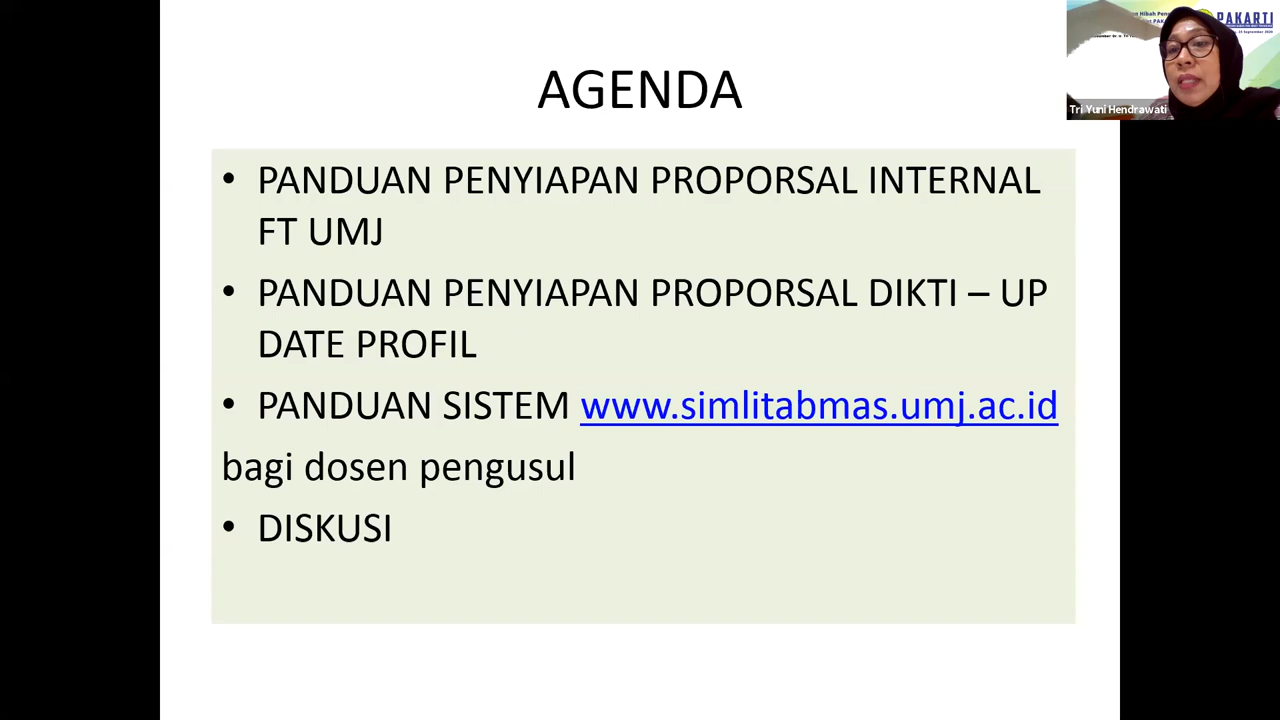 AGENDA
• PANDUAN PENYIAPAN PROPORSAL INTERNAL
FT UMJ
• PANDUAN PENYIAPAN PROPORSAL DIKTI – UP
DATE PROFIL
• PANDUAN SISTEM www.simlitabmas.umj.ac.id
bagi dosen pengusul
• DISKUSI
PAKARTI
Tri Yuni Hendrawati